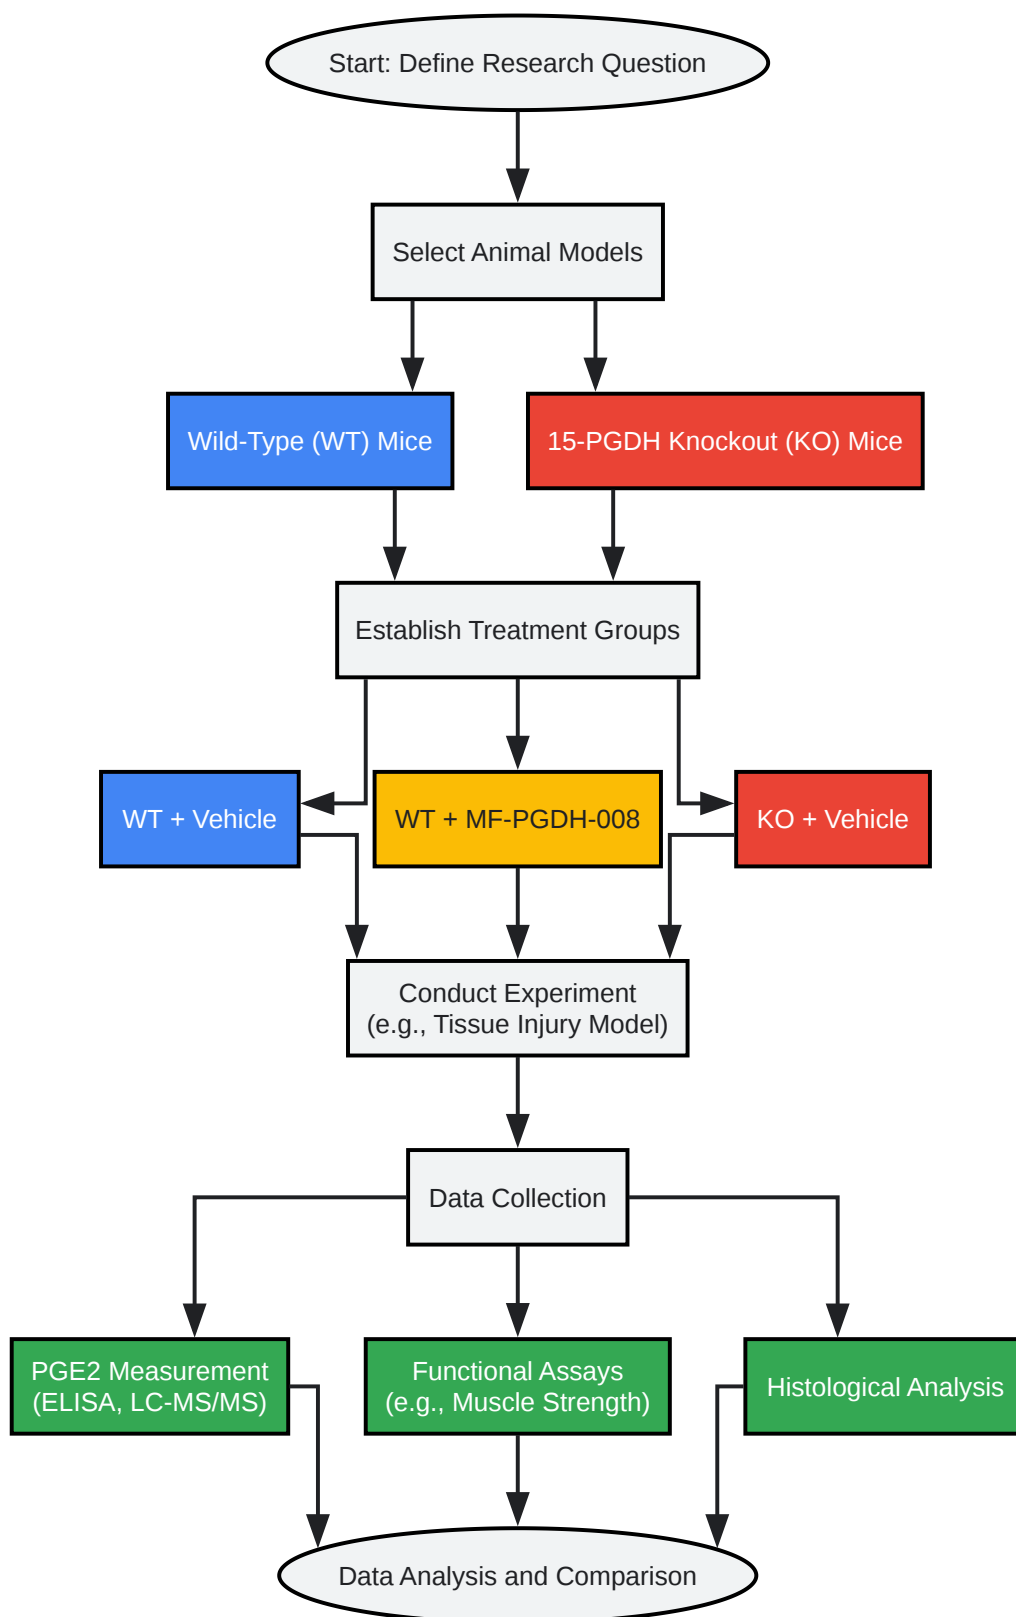 Start: Define Research Question
Select Animal Models
Wild-Type (WT) Mice
15-PGDH Knockout (KO) Mice
Establish Treatment Groups
WT + Vehicle
WT + MF-PGDH-008
KO + Vehicle
Conduct Experiment
(e.g., Tissue Injury Model)
Data Collection
PGE2 Measurement
(ELISA, LC-MS/MS)
Functional Assays
(e.g., Muscle Strength)
Histological Analysis
Data Analysis and Comparison